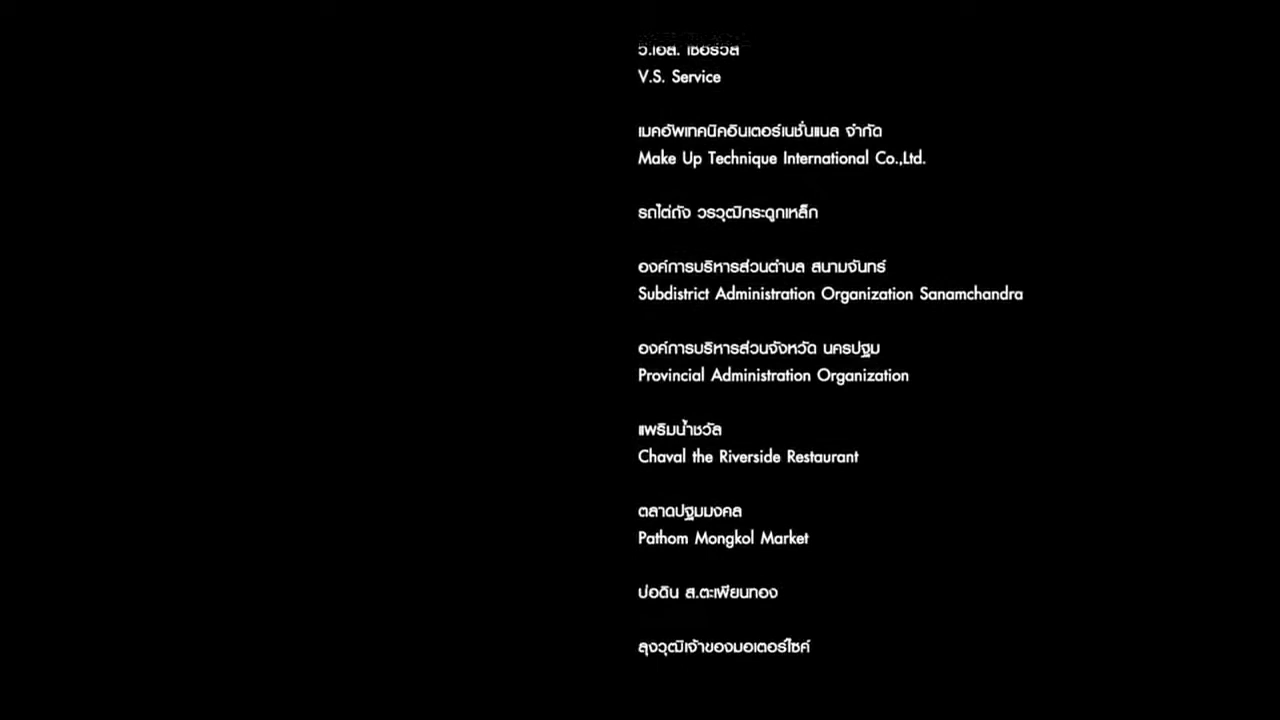 วี.เอส. เซอร์วิส
V.S. Service
เมคอัพเทคนิคอินเตอร์เนชั่นแนล จำกัด
Make Up Technique International Co.,Ltd.
รถไต่ถัง วรวุฒิกระดูกเหล็ก
องค์การบริหารส่วนตำบล สนามจันทร์
Subdistrict Administration Organization Sanamchandra
องค์การบริหารส่วนจังหวัด นครปฐม
Provincial Administration Organization
แพริมน้ำชวัล
Chaval the Riverside Restaurant
ตลาดปฐมมงคล
Pathom Mongkol Market
บ่อดิน ส.ตะเพียนทอง
ลุงวุฒิเจ้าของมอเตอร์ไซค์